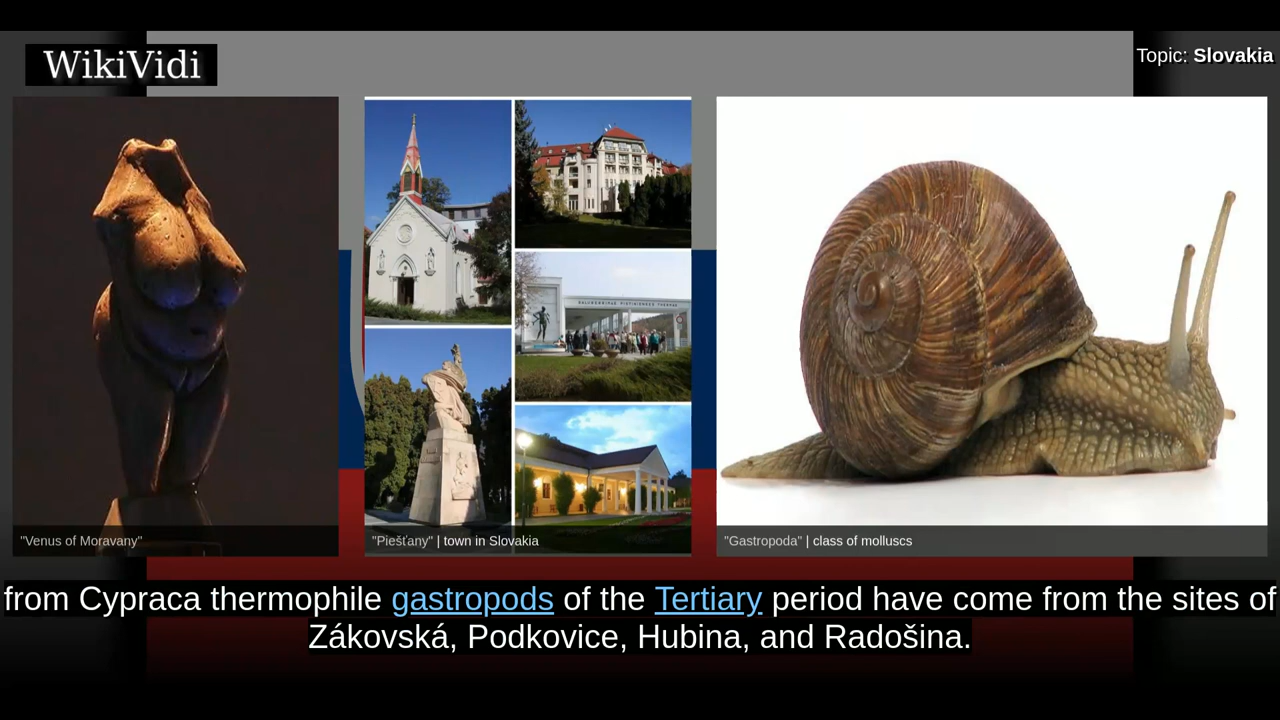 WikiVidi
Topic: Slovakia
"Venus of Moravany"
"Piešťany" | town in Slovakia
"Gastropoda" | class of molluscs
from Cypraca thermophile gastropods of the Tertiary period have come from the sites of
Zákovská, Podkovice, Hubina, and Radošina.